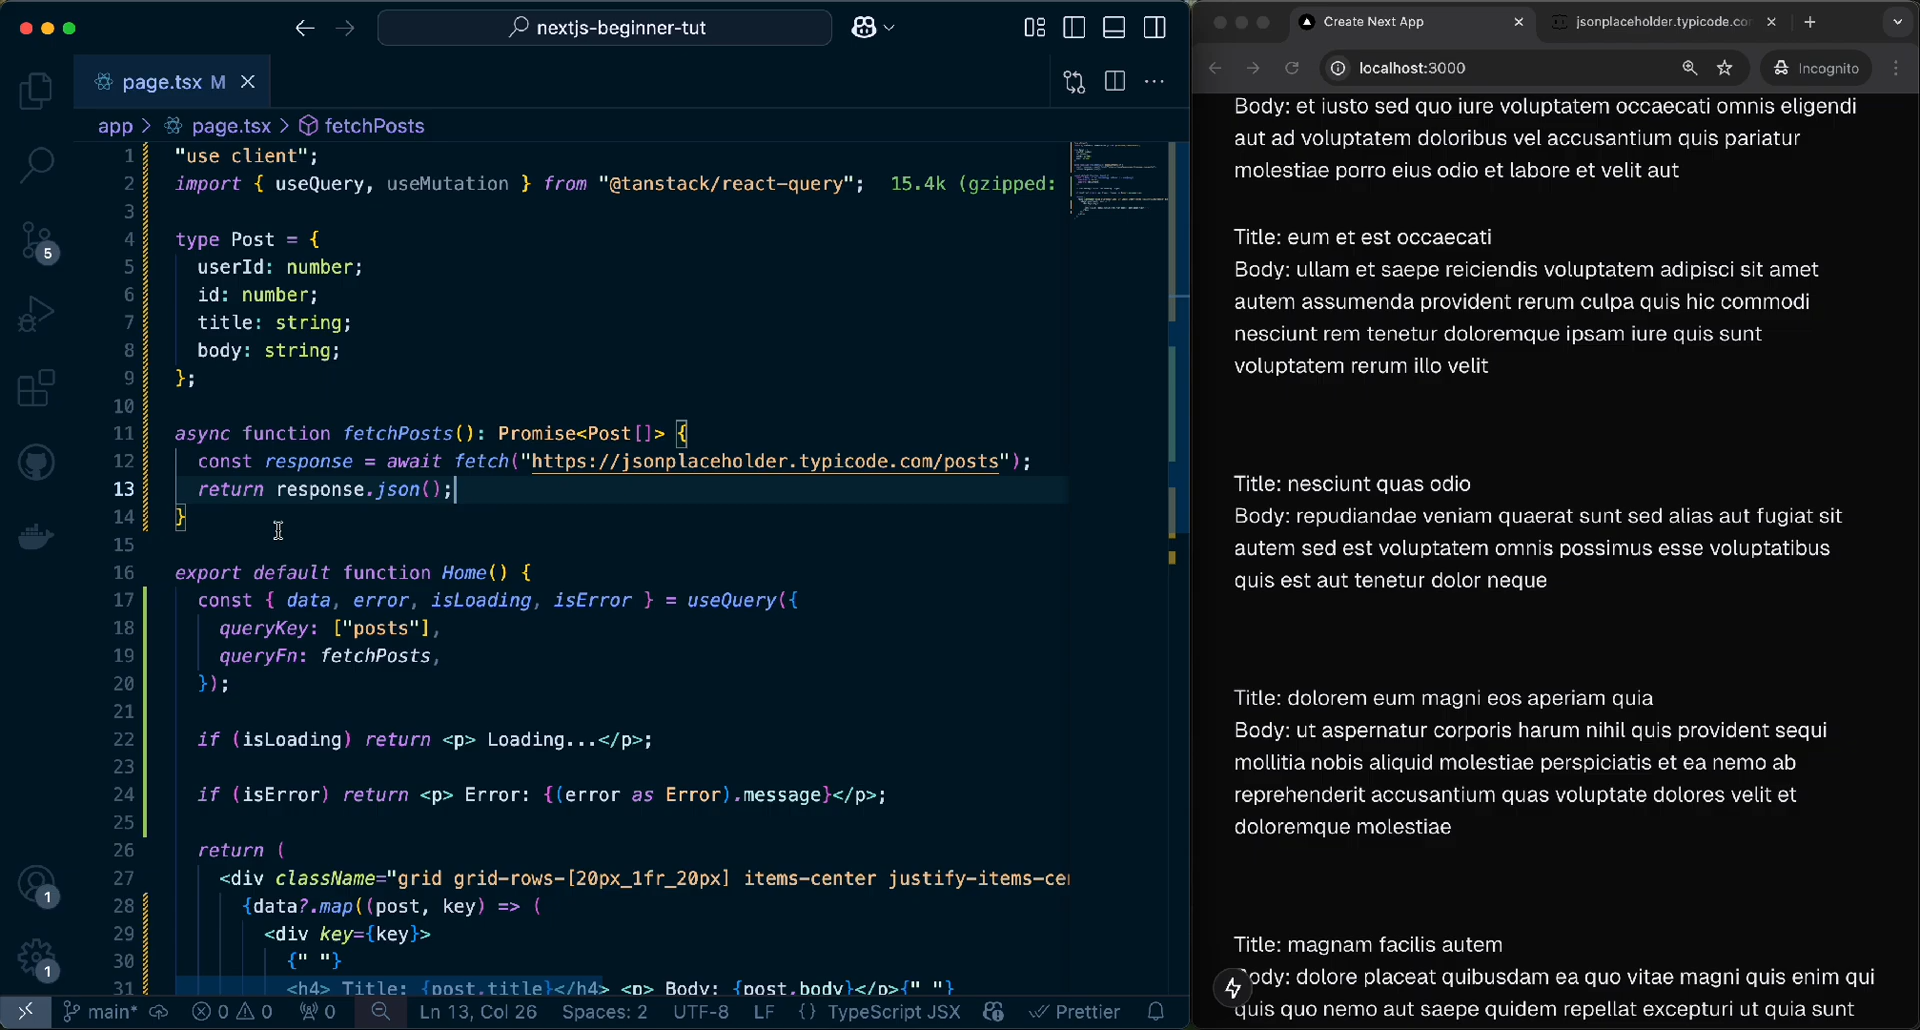 nextjs-beginner-tut
page.tsx M
app > page.tsx > fetchPosts
1 "use client";
2 import { useQuery, useMutation } from "@tanstack/react-query"; 15.4k (gzipped:
3
4 type Post = {
5 userId: number;
6 id: number;
7 title: string;
8 body: string;
9 };
10
11 async function fetchPosts(): Promise<Post[]> {
12 const response = await fetch("https://jsonplaceholder.typicode.com/posts");
13 return response.json();
14 }
15
16 export default function Home() {
17 const { data, error, isLoading, isError } = useQuery({
18 queryKey: ["posts"],
19 queryFn: fetchPosts,
20 });
21
22 if (isLoading) return <p> Loading...</p>;
23
24 if (isError) return <p> Error: {(error as Error).message}</p>;
25
26 return (
27 <div className="grid grid-rows-[20px_1fr_20px] items-center justify-items-cen
28 {data?.map((post, key) => (
29 <div key={key}>
30 {" "}
31 <h4> Title: {post.title}</h4> <p> Body: {post.body}</p>{" "}
5
1
1
main* 0 0 0 Ln 13, Col 26 Spaces: 2 UTF-8 LF {} TypeScript JSX Prettier
Create Next App
jsonplaceholder.typicode.co
localhost:3000
Incognito
Body: et iusto sed quo iure voluptatem occaecati omnis eligendi
aut ad voluptatem doloribus vel accusantium quis pariatur
molestiae porro eius odio et labore et velit aut
Title: eum et est occaecati
Body: ullam et saepe reiciendis voluptatem adipisci sit amet
autem assumenda provident rerum culpa quis hic commodi
nesciunt rem tenetur doloremque ipsam iure quis sunt
voluptatem rerum illo velit
Title: nesciunt quas odio
Body: repudiandae veniam quaerat sunt sed alias aut fugiat sit
autem sed est voluptatem omnis possimus esse voluptatibus
quis est aut tenetur dolor neque
Title: dolorem eum magni eos aperiam quia
Body: ut aspernatur corporis harum nihil quis provident sequi
mollitia nobis aliquid molestiae perspiciatis et ea nemo ab
reprehenderit accusantium quas voluptate dolores velit et
doloremque molestiae
Title: magnam facilis autem
Body: dolore placeat quibusdam ea quo vitae magni quis enim qui
quis quo nemo aut saepe quidem repellat excepturi ut quia sunt